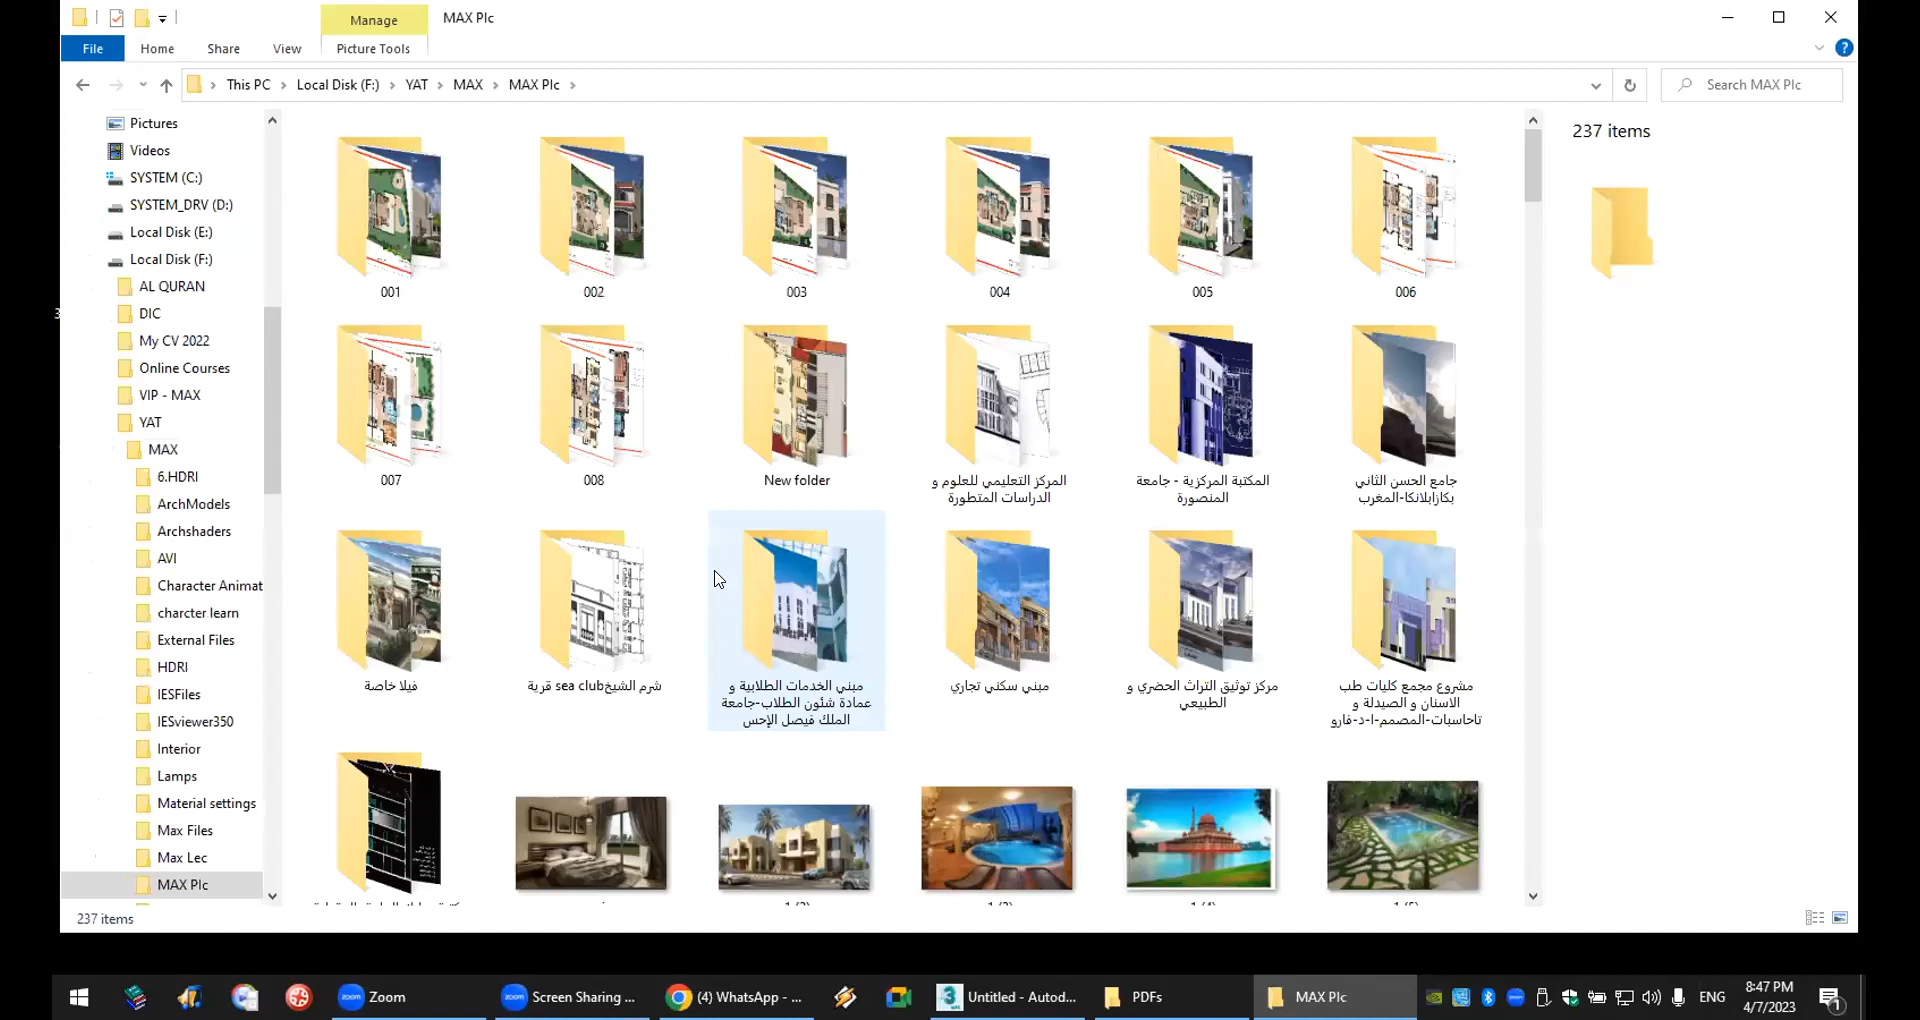 Manage
MAX Plc
File
Home
Share
View
Picture Tools
This PC
Local Disk (F:)
YAT
MAX
MAX Plc
Search MAX Plc
Pictures
Videos
SYSTEM (C:)
SYSTEM_DRV (D:)
Local Disk (E:)
Local Disk (F:)
AL QURAN
DIC
My CV 2022
Online Courses
VIP - MAX
YAT
MAX
6.HDRI
ArchModels
Archshaders
AVI
Character Animat
charcter learn
External Files
HDRI
IESFiles
IESviewer350
Interior
Lamps
Material settings
Max Files
Max Lec
MAX Plc
001
002
003
004
005
006
007
008
New folder
المركز التعليمي للعلوم و
الدراسات المتطورة
المكتبة المركزية - جامعة
المنصورة
جامع الحسن الثاني
بكازابلانكا-المغرب
فيلا خاصة
شرم الشيخsea club قرية
مبني الخدمات الطلابية و
عمادة شئون الطلاب-جامعة
الملك فيصل الإحس
مبني سكني تجاري
مركز توثيق التراث الحضري و
الطبيعي
مشروع مجمع كليات طب
الاسنان و الصيدلة و
تاحاسبات-المصمم-ا-د-فارو
237 items
237 items
Zoom
Screen Sharing ...
(4) WhatsApp - ...
Untitled - Autod...
PDFs
MAX Plc
ENG
8:47 PM
4/7/2023
1